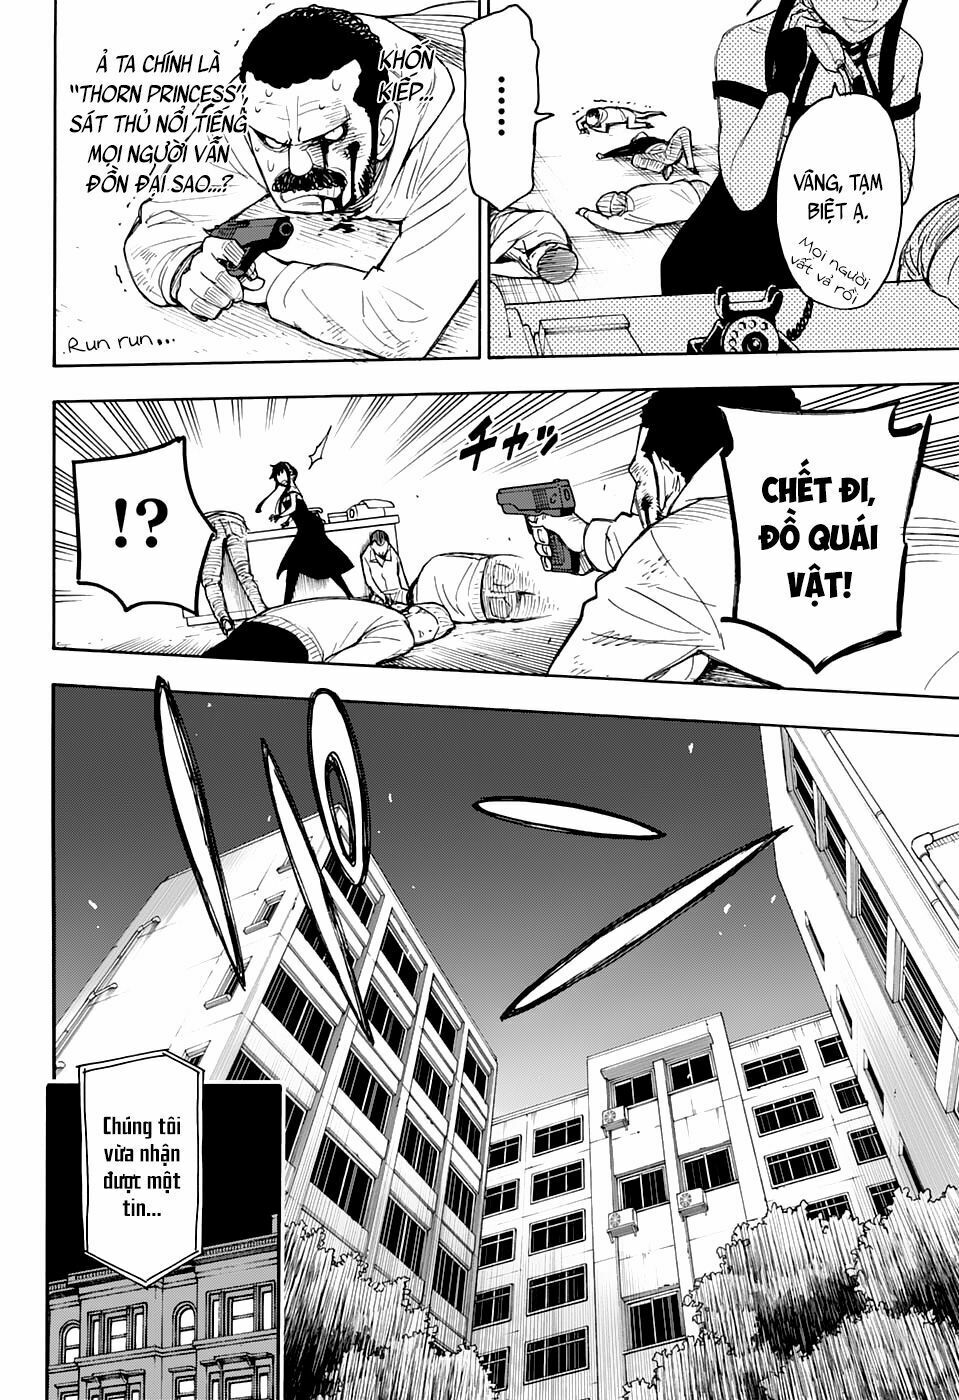 VÂNG, TẠM
BIỆT Ạ.
Mọi người
vất vả rồi
......
KHỐN
KIẾP...
Ả TA CHÍNH LÀ
"THORN PRINCESS",
SÁT THỦ NỔI TIẾNG
MỌI NGƯỜI VẪN
ĐỒN ĐẠI SAO...?
Run run...
CHẾT ĐI,
ĐỒ QUÁI
VẬT!
チャッ
!?
Chúng tôi
vừa nhận
được một
tin...